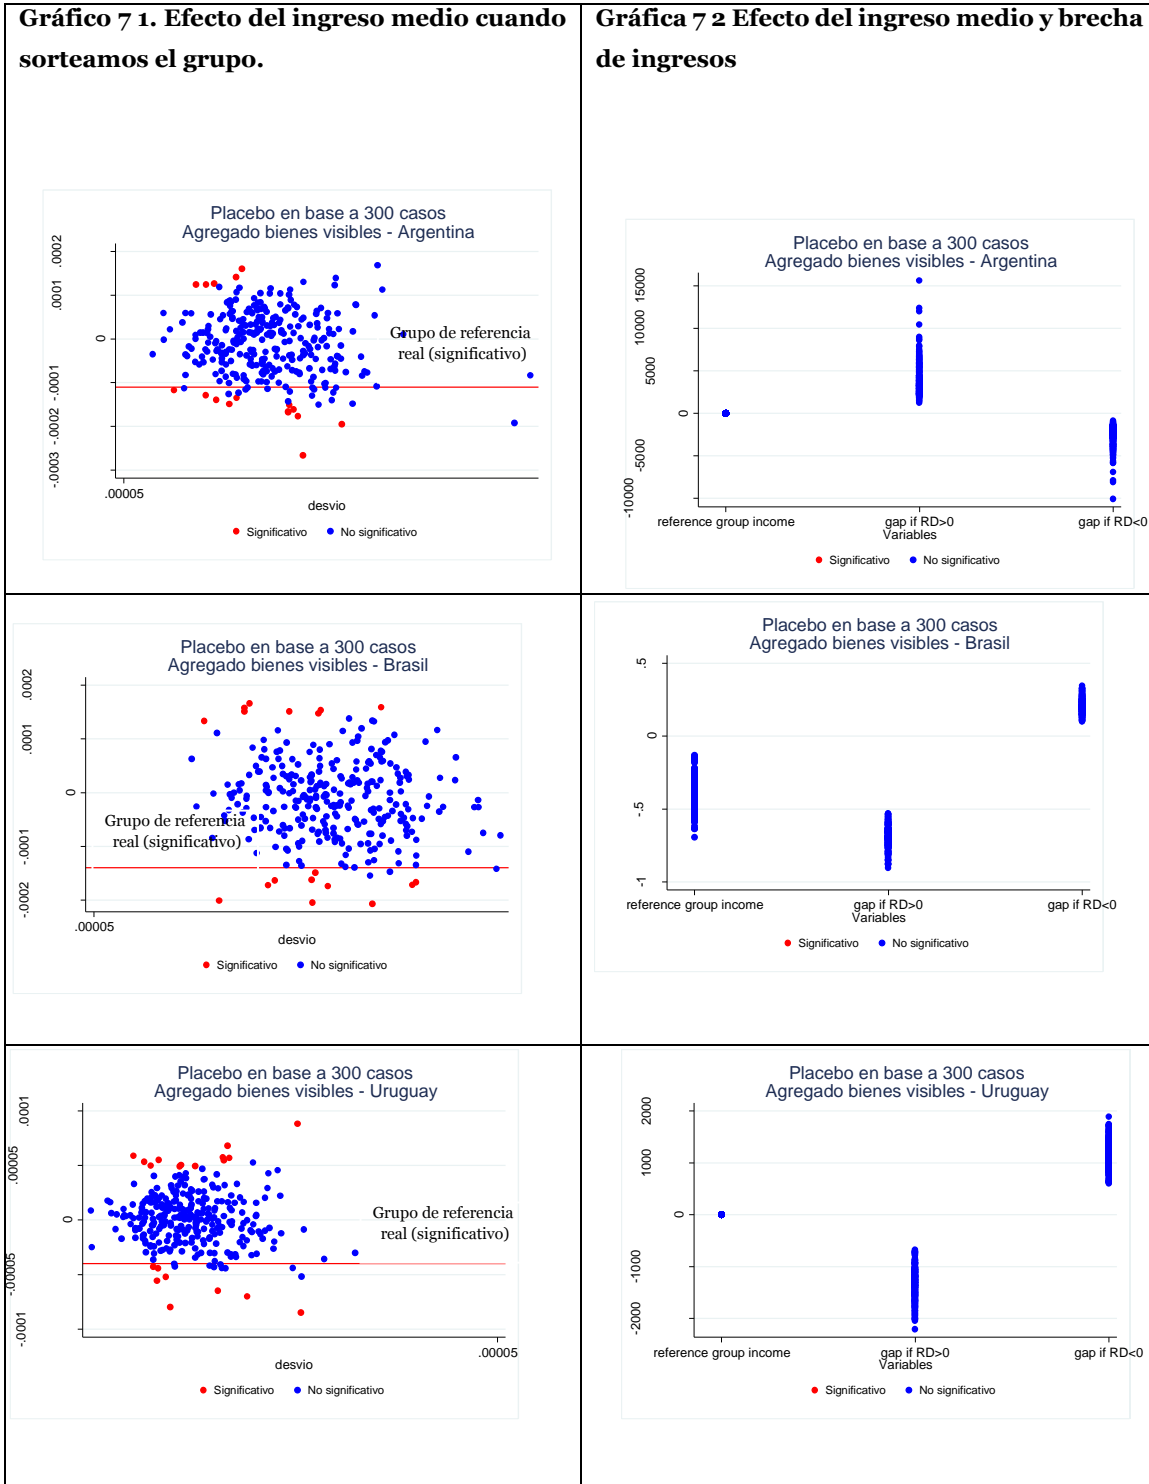 Gráfico 7 1. Efecto del ingreso medio cuando
sorteamos el grupo.
Gráfica 7 2 Efecto del ingreso medio y brecha
de ingresos
Placebo en base a 300 casos
Agregado bienes visibles - Argentina
.0002
.0001
0
-.0001
-.0002
-.0003
Grupo de referencia
real (significativo)
.00005
desvio
Significativo No significativo
Placebo en base a 300 casos
Agregado bienes visibles - Argentina
15000
10000
5000
0
-5000
-10000
reference group income gap if RD>0 gap if RD<0
Variables
Significativo No significativo
Placebo en base a 300 casos
Agregado bienes visibles - Brasil
.0002
.0001
0
-.0001
-.0002
Grupo de referencia
real (significativo)
.00005
desvio
Significativo No significativo
Placebo en base a 300 casos
Agregado bienes visibles - Brasil
.5
0
-.5
-1
reference group income gap if RD>0 gap if RD<0
Variables
Significativo No significativo
Placebo en base a 300 casos
Agregado bienes visibles - Uruguay
.0001
.00005
0
-.00005
-.0001
Grupo de referencia
real (significativo)
.00005
desvio
Significativo No significativo
Placebo en base a 300 casos
Agregado bienes visibles - Uruguay
2000
1000
0
-1000
-2000
reference group income gap if RD>0 gap if RD<0
Variables
Significativo No significativo